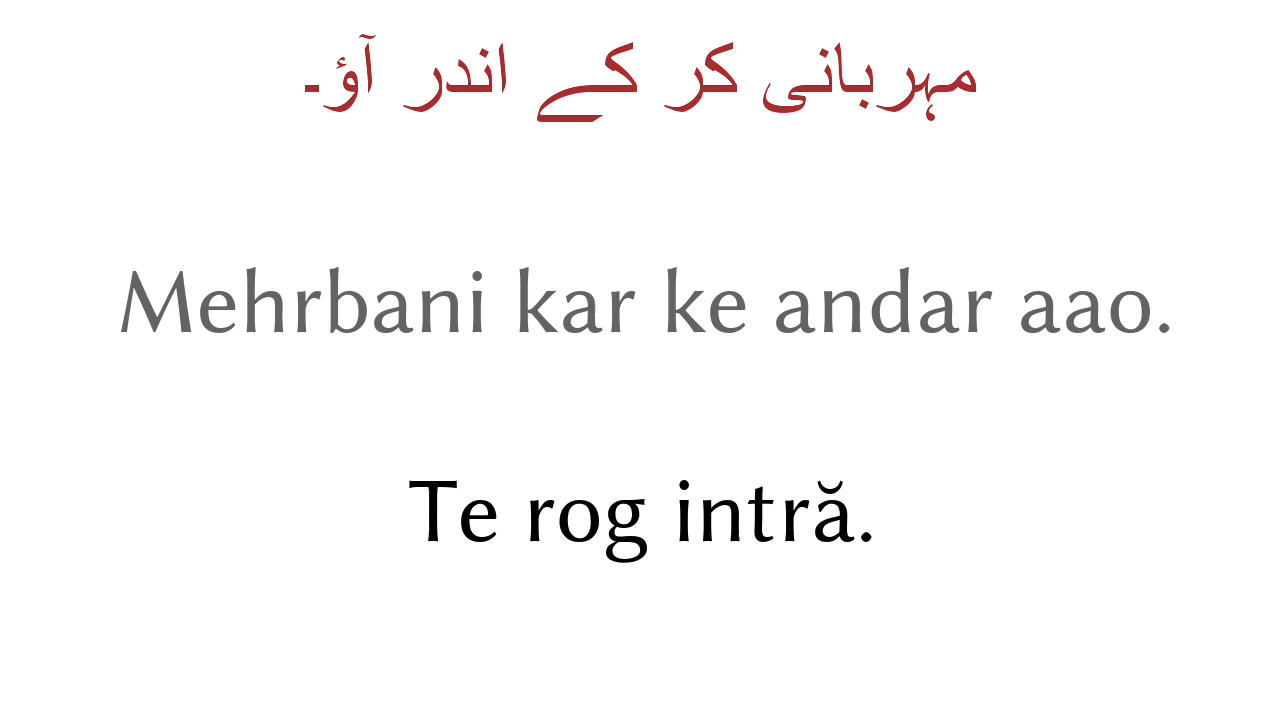 مہربانی کر کے اندر آؤ۔
Mehrbani kar ke andar aao.
Te rog intră.